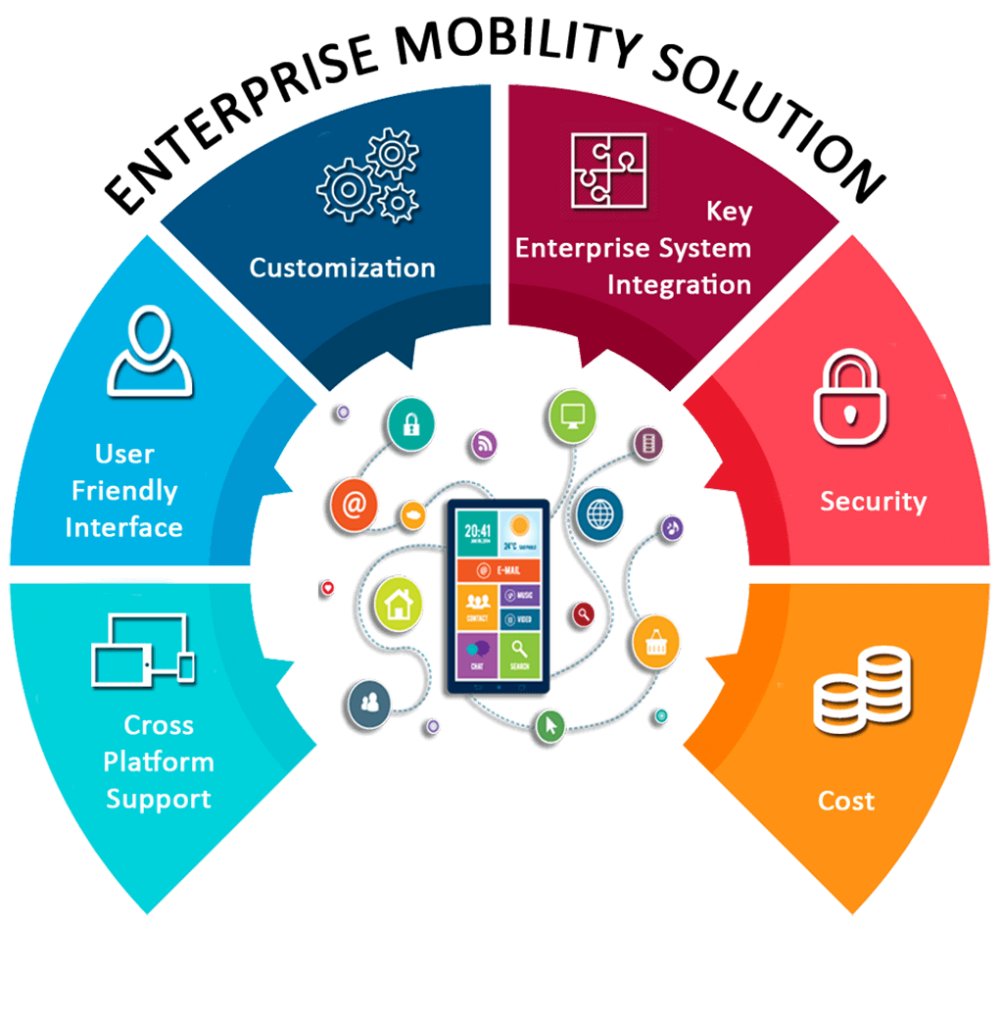 ENTERPRISE MOBILITY SOLUTION
Customization
Key
Enterprise System
Integration
User
Friendly
Interface
Security
Cross
Platform
Support
Cost
20:41
24°C
@ E-MAIL
CONTACT
MUSIC
VIDEO
CHAT
SEARCH
@